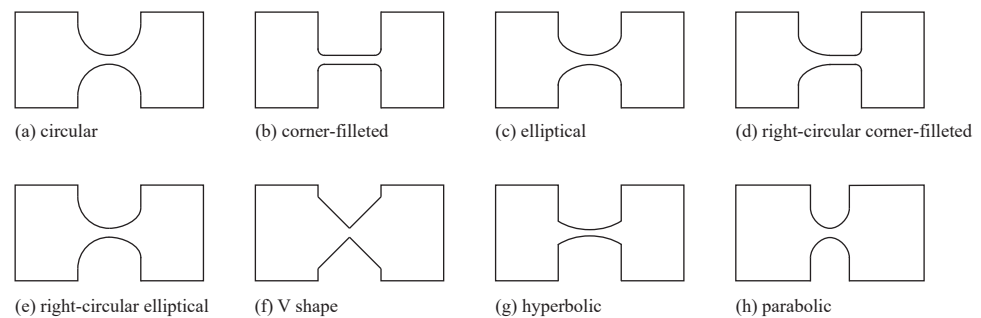 (a) circular
(b) corner-filleted
(c) elliptical
(d) right-circular corner-filleted
(e) right-circular elliptical
(f) V shape
(g) hyperbolic
(h) parabolic